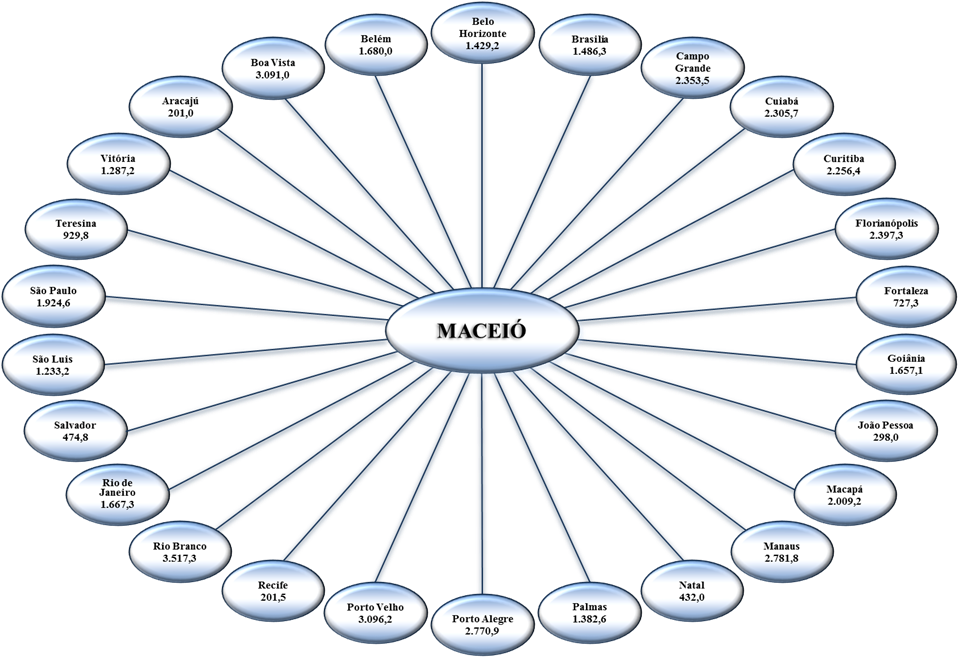 Belo
Horizonte
1.429,2
Brasilia
1.486,3
Campo
Grande
2.353,5
Cuiabá
2.305,7
Curitiba
2.256,4
Florianópolis
2.397,3
Fortaleza
727,3
Goiânia
1.657,1
João Pessoa
298,0
Macapá
2.009,2
Manaus
2.781,8
Natal
432,0
Palmas
1.382,6
Porto Alegre
2.770,9
Porto Velho
3.096,2
Recife
201,5
Rio Branco
3.517,3
Rio de
Janeiro
1.667,3
Salvador
474,8
São Luis
1.233,2
São Paulo
1.924,6
Teresina
929,8
Vitória
1.287,2
Aracajú
201,0
Boa Vista
3.091,0
Belém
1.680,0
MACEIÓ